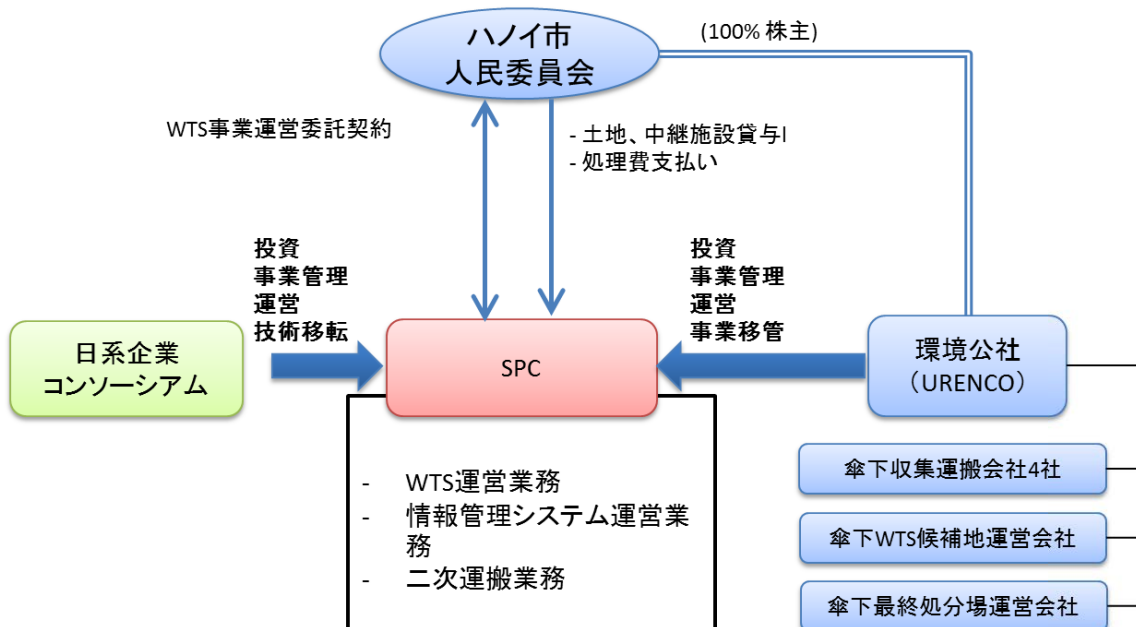 ハノイ市
人民委員会
(100% 株主)
WTS事業運営委託契約
- 土地、中継施設貸与l
- 処理費支払い
投資
事業管理
運営
技術移転
投資
事業管理
運営
事業移管
日系企業
コンソーシアム
SPC
環境公社
（URENCO）
- WTS運営業務
- 情報管理システム運営業
務
- 二次運搬業務
傘下収集運搬会社4社
傘下WTS候補地運営会社
傘下最終処分場運営会社